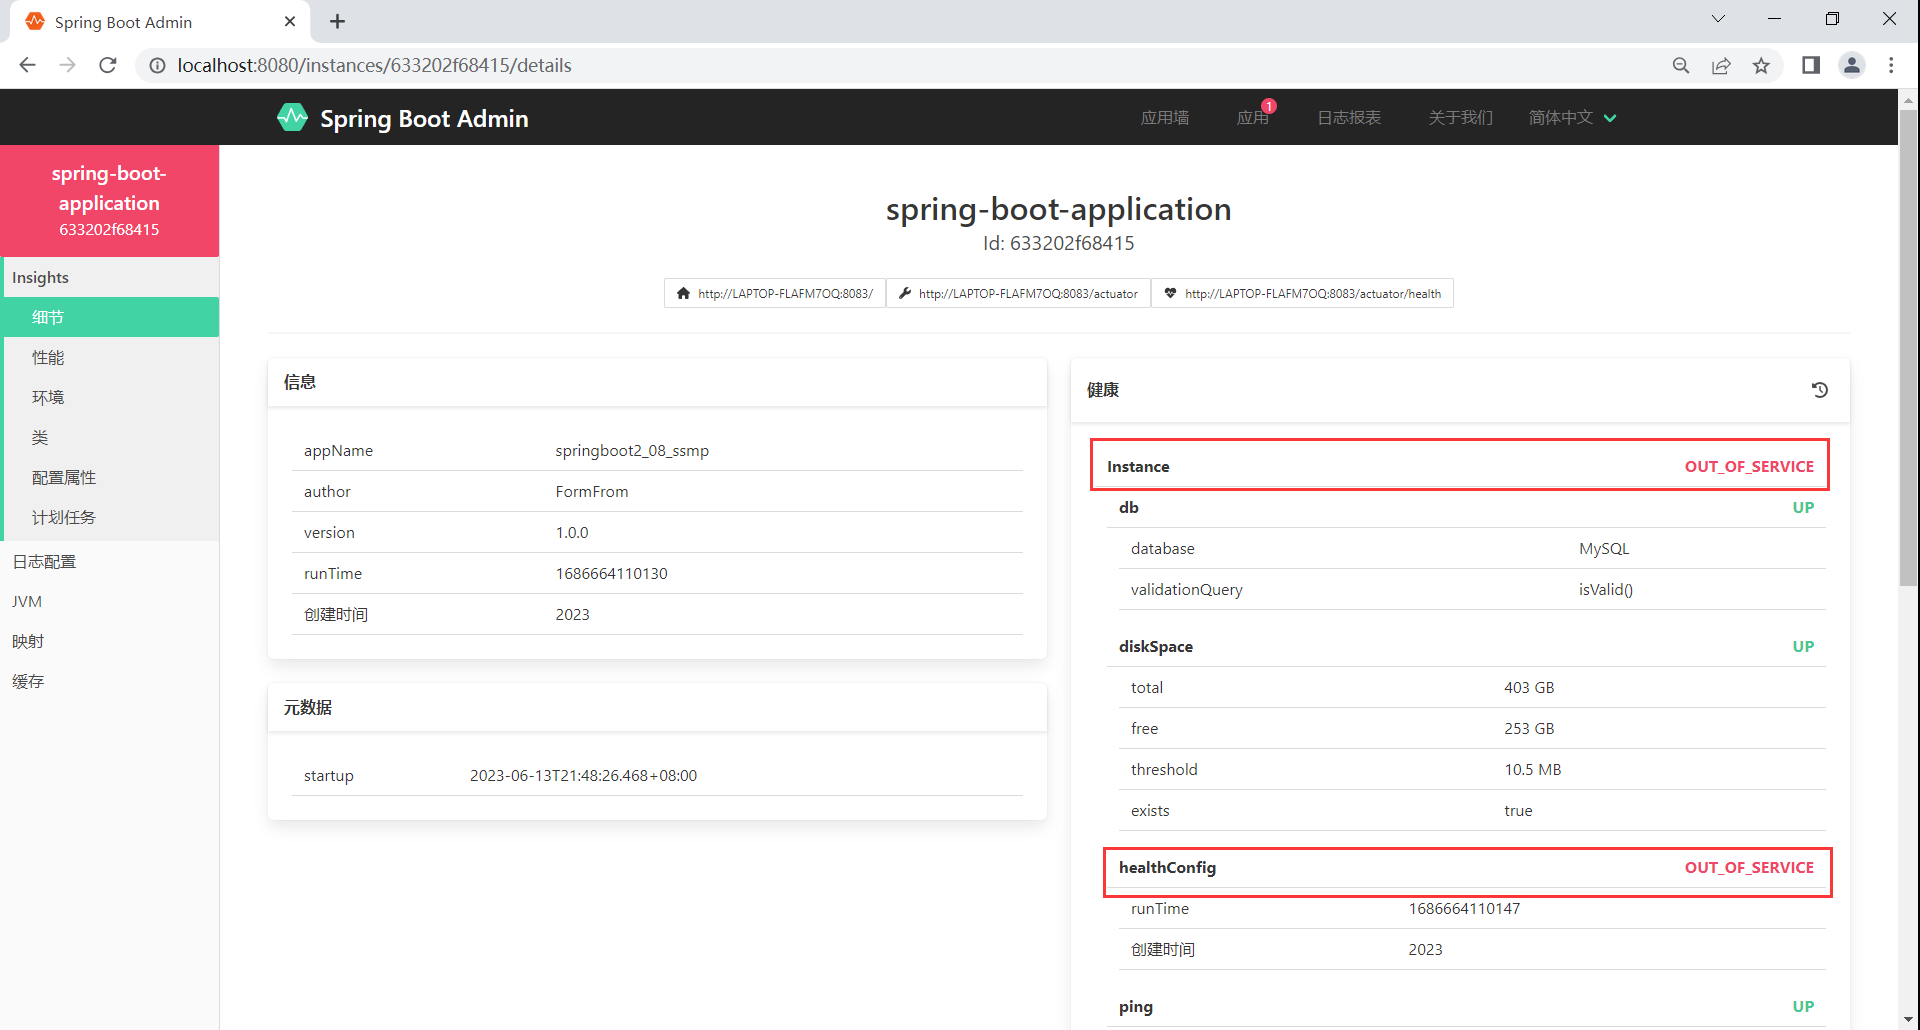 Spring Boot Admin
localhost:8080/instances/633202f68415/details
Spring Boot Admin
应用墙
应用
1
日志报表
关于我们
简体中文
spring-boot-
application
633202f68415
Insights
细节
性能
环境
类
配置属性
计划任务
日志配置
JVM
映射
缓存
spring-boot-application
Id: 633202f68415
http://LAPTOP-FLAFM7OQ:8083/
http://LAPTOP-FLAFM7OQ:8083/actuator
http://LAPTOP-FLAFM7OQ:8083/actuator/health
信息
appName springboot2_08_ssmp
author FormFrom
version 1.0.0
runTime 1686664110130
创建时间 2023
元数据
startup 2023-06-13T21:48:26.468+08:00
健康
Instance OUT_OF_SERVICE
db UP
database MySQL
validationQuery isValid()
diskSpace UP
total 403 GB
free 253 GB
threshold 10.5 MB
exists true
healthConfig OUT_OF_SERVICE
runTime 1686664110147
创建时间 2023
ping UP